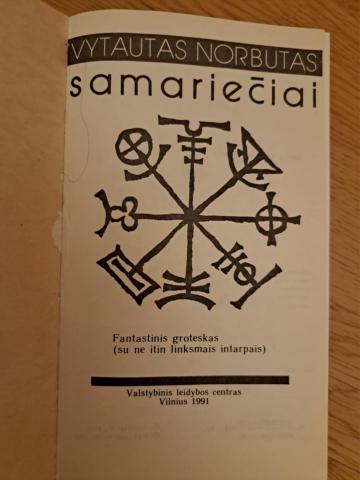 VYTAUTAS NORBUTAS
samariečiai
Fantastinis groteskas
(su ne itin linksmais intarpais)
Valstybinis leidybos centras
Vilnius 1991